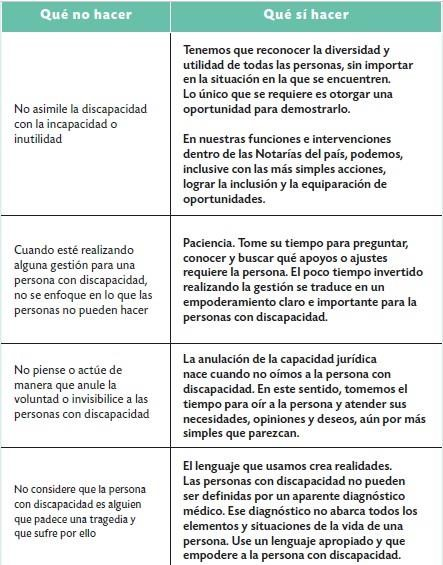 Qué no hacer
Qué sí hacer
No asimile la discapacidad
con la incapacidad o
inutilidad
Tenemos que reconocer la diversidad y
utilidad de todas las personas, sin importar
en la situación en la que se encuentren.
Lo único que se requiere es otorgar una
oportunidad para demostrarlo.
En nuestras funciones e intervenciones
dentro de las Notarías del país, podemos,
inclusive con las más simples acciones,
lograr la inclusión y la equiparación de
oportunidades.
Cuando esté realizando
alguna gestión para una
persona con discapacidad,
no se enfoque en lo que las
personas no pueden hacer
Paciencia. Tome su tiempo para preguntar,
conocer y buscar qué apoyos o ajustes
requiere la persona. El poco tiempo invertido
realizando la gestión se traduce en un
empoderamiento claro e importante para la
personas con discapacidad.
No piense o actúe de
manera que anule la
voluntad o invisibilice a las
personas con discapacidad
La anulación de la capacidad jurídica
nace cuando no oímos a la persona con
discapacidad. En este sentido, tomemos el
tiempo para oír a la persona y atender sus
necesidades, opiniones y deseos, aún por más
simples que parezcan.
No considere que la persona
con discapacidad es alguien
que padece una tragedia y
que sufre por ello
El lenguaje que usamos crea realidades.
Las personas con discapacidad no pueden
ser definidas por un aparente diagnóstico
médico. Ese diagnóstico no abarca todos los
elementos y situaciones de la vida de una
persona. Use un lenguaje apropiado y que
empodere a la persona con discapacidad.